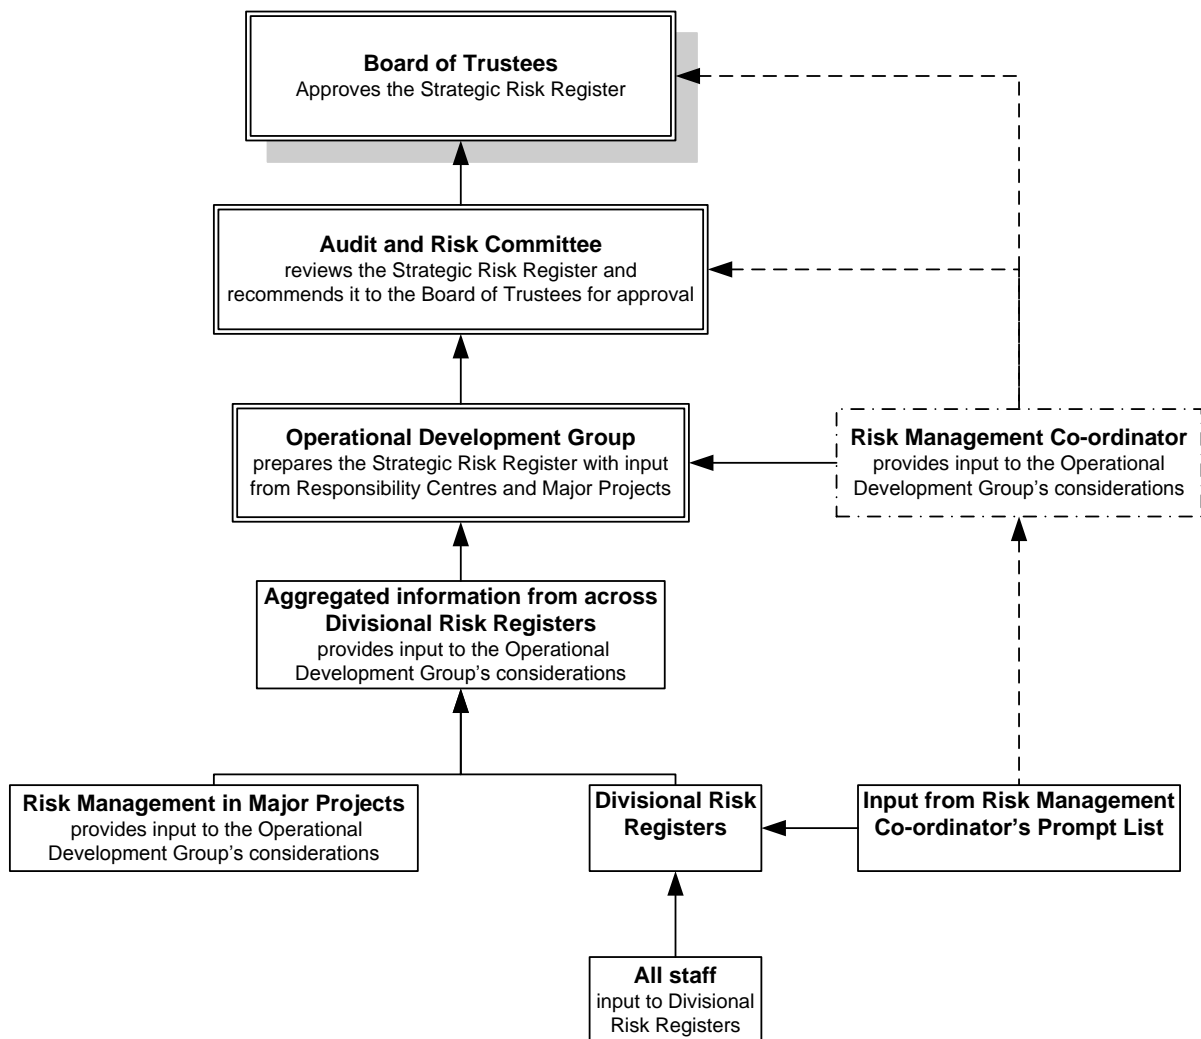 Board of Trustees
Approves the Strategic Risk Register
Audit and Risk Committee
reviews the Strategic Risk Register and
recommends it to the Board of Trustees for approval
Operational Development Group
prepares the Strategic Risk Register with input
from Responsibility Centres and Major Projects
Risk Management Co-ordinator
provides input to the Operational
Development Group's considerations
Aggregated information from across
Divisional Risk Registers
provides input to the Operational
Development Group's considerations
Risk Management in Major Projects
provides input to the Operational
Development Group's considerations
Divisional Risk
Registers
Input from Risk Management
Co-ordinator's Prompt List
All staff
input to Divisional
Risk Registers